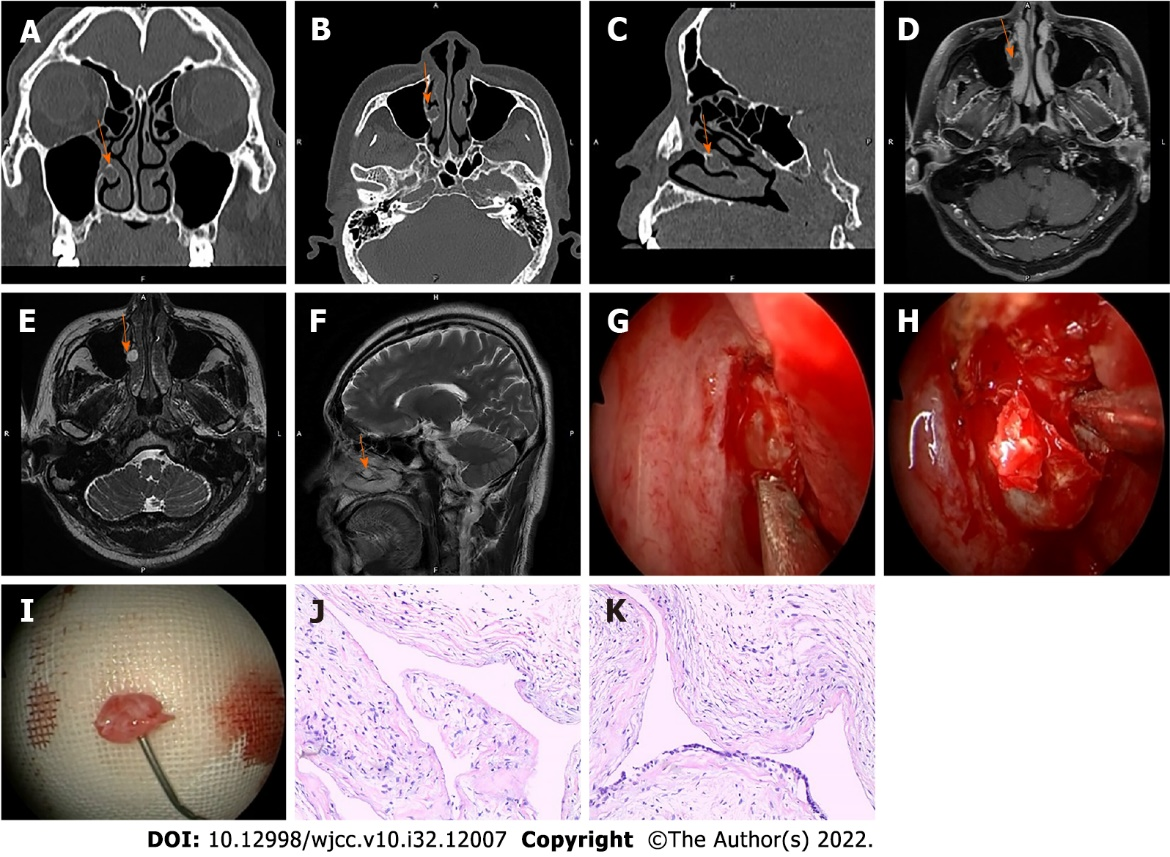 A
H
R
L
F
B
A
R
L
P
C
H
A
P
F
D
A
R
L
P
E
A
R
L
P
F
H
A
P
F
G
H
I
J
K
DOI: 10.12998/wjcc.v10.i32.12007 Copyright ©The Author(s) 2022.